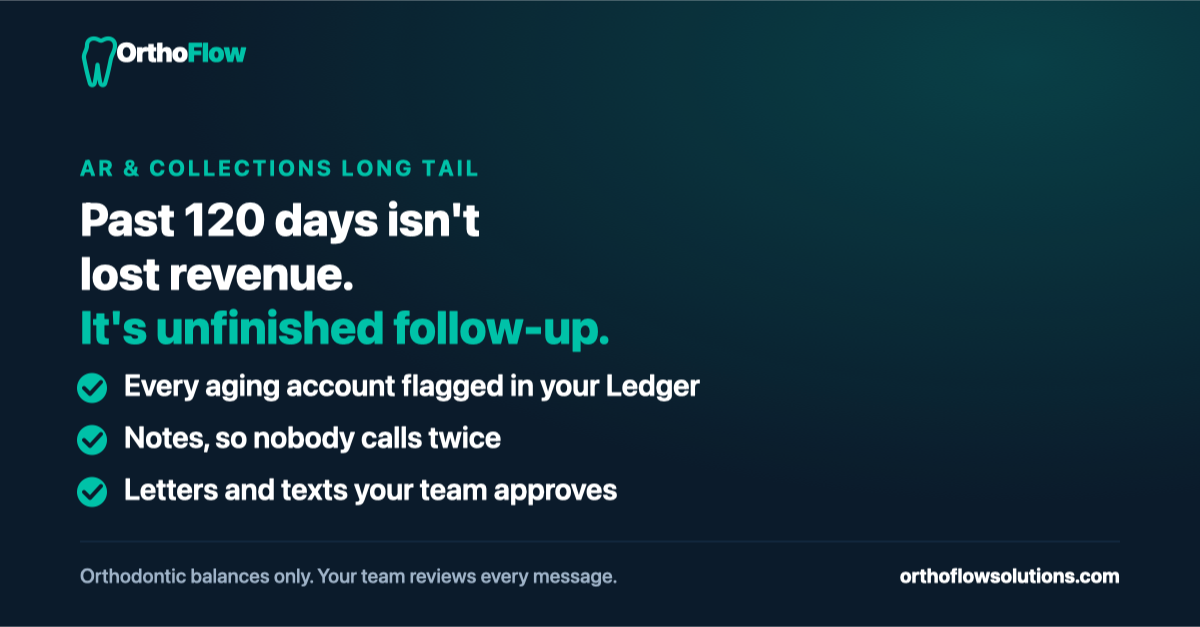 OrthoFlow
AR & COLLECTIONS LONG TAIL
Past 120 days isn't
lost revenue.
It's unfinished follow-up.
Every aging account flagged in your Ledger
Notes, so nobody calls twice
Letters and texts your team approves
Orthodontic balances only. Your team reviews every message.
orthoflowsolutions.com